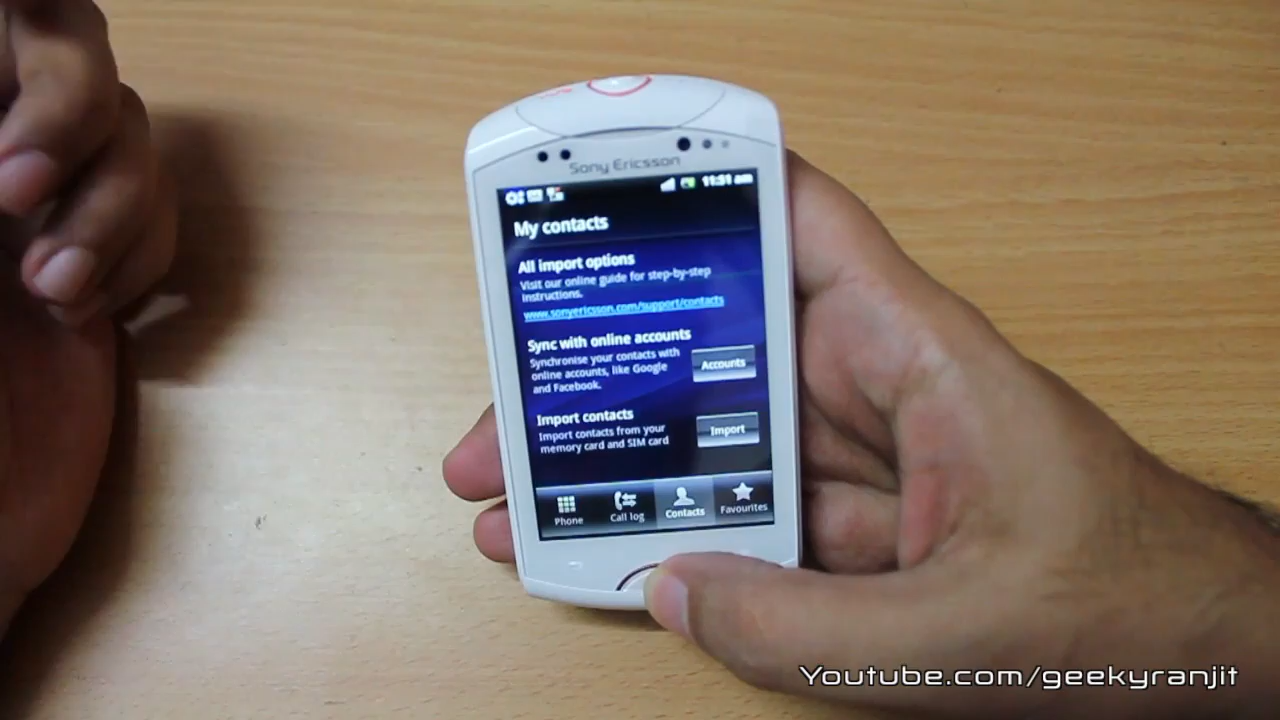 Sony Ericsson
11:51 am
My contacts
All import options
Visit our online guide for step-by-step
instructions.
www.sonyericsson.com/support/contacts
Sync with online accounts
Synchronise your contacts with
online accounts, like Google
and Facebook.
Accounts
Import contacts
Import contacts from your
memory card and SIM card
Import
Phone
Call log
Contacts
Favourites
Youtube.com/geekyranjit